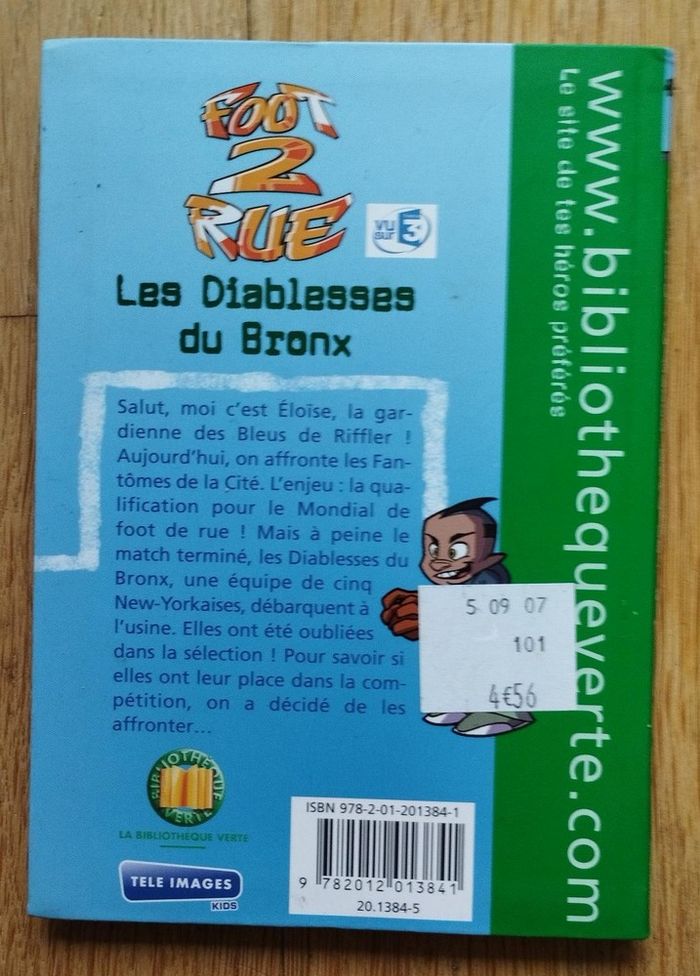 FOOT
2
RUE
vu
sur
3
Les Diablesses
du Bronx
Salut, moi c'est Éloïse, la gar-
dienne des Bleus de Riffler !
Aujourd'hui, on affronte les Fan-
tômes de la Cité. L'enjeu : la qua-
lification pour le Mondial de
foot de rue ! Mais à peine le
match terminé, les Diablesses du
Bronx, une équipe de cinq
New-Yorkaises, débarquent à
l'usine. Elles ont été oubliées
dans la sélection ! Pour savoir si
elles ont leur place dans la com-
pétition, on a décidé de les
affronter...
www.bibliothequeverte.com
Le site de tes héros préférés
5 09 07
101
4€56
BIBLIOTHÈQUE
VERTE
LA BIBLIOTHÈQUE VERTE
TELE IMAGES
KIDS
ISBN 978-2-01-201384-1
9 782012 013841
20.1384-5